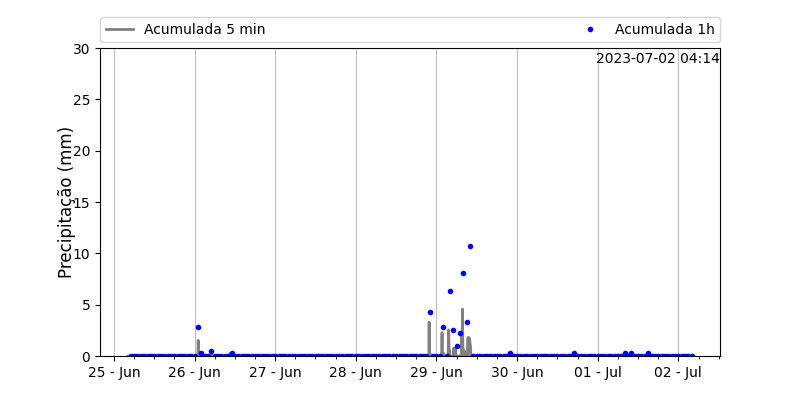 Acumulada 5 min
Acumulada 1h
2023-07-02 04:14
Precipitação (mm)
30
25
20
15
10
5
0
25 - Jun
26 - Jun
27 - Jun
28 - Jun
29 - Jun
30 - Jun
01 - Jul
02 - Jul